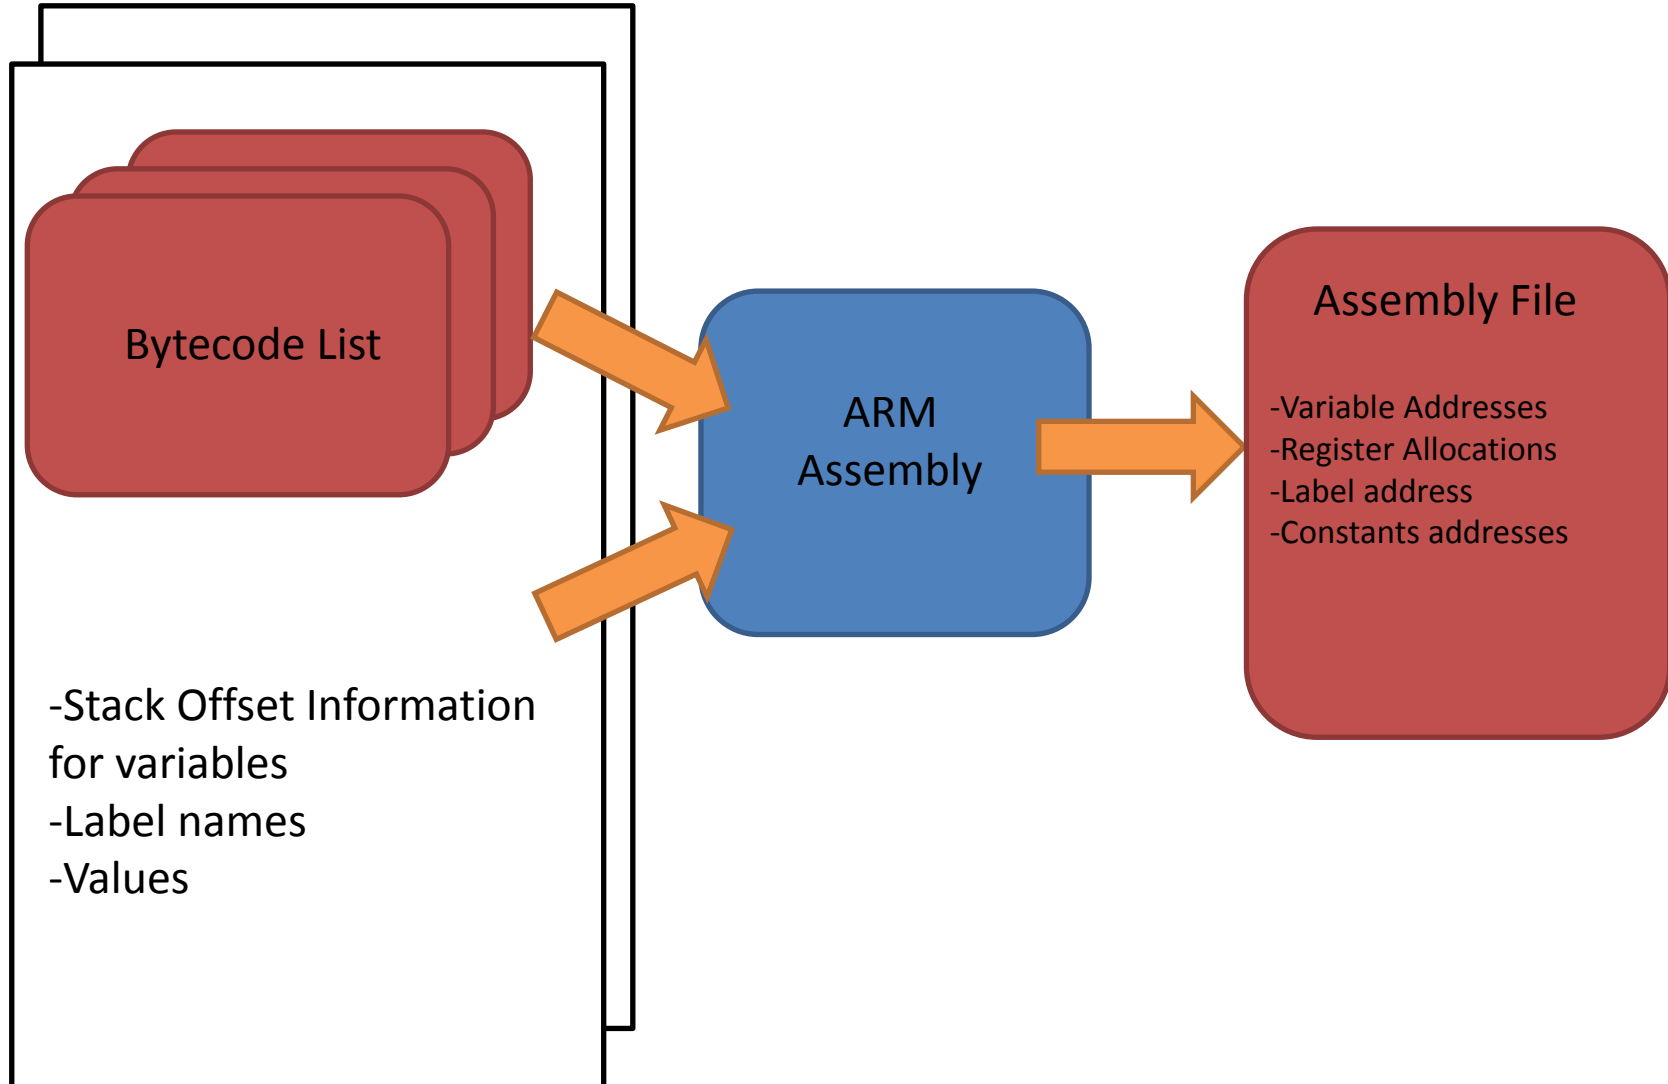 Bytecode List
-Stack Offset Information
for variables
-Label names
-Values
ARM
Assembly
Assembly File
-Variable Addresses
-Register Allocations
-Label address
-Constants addresses